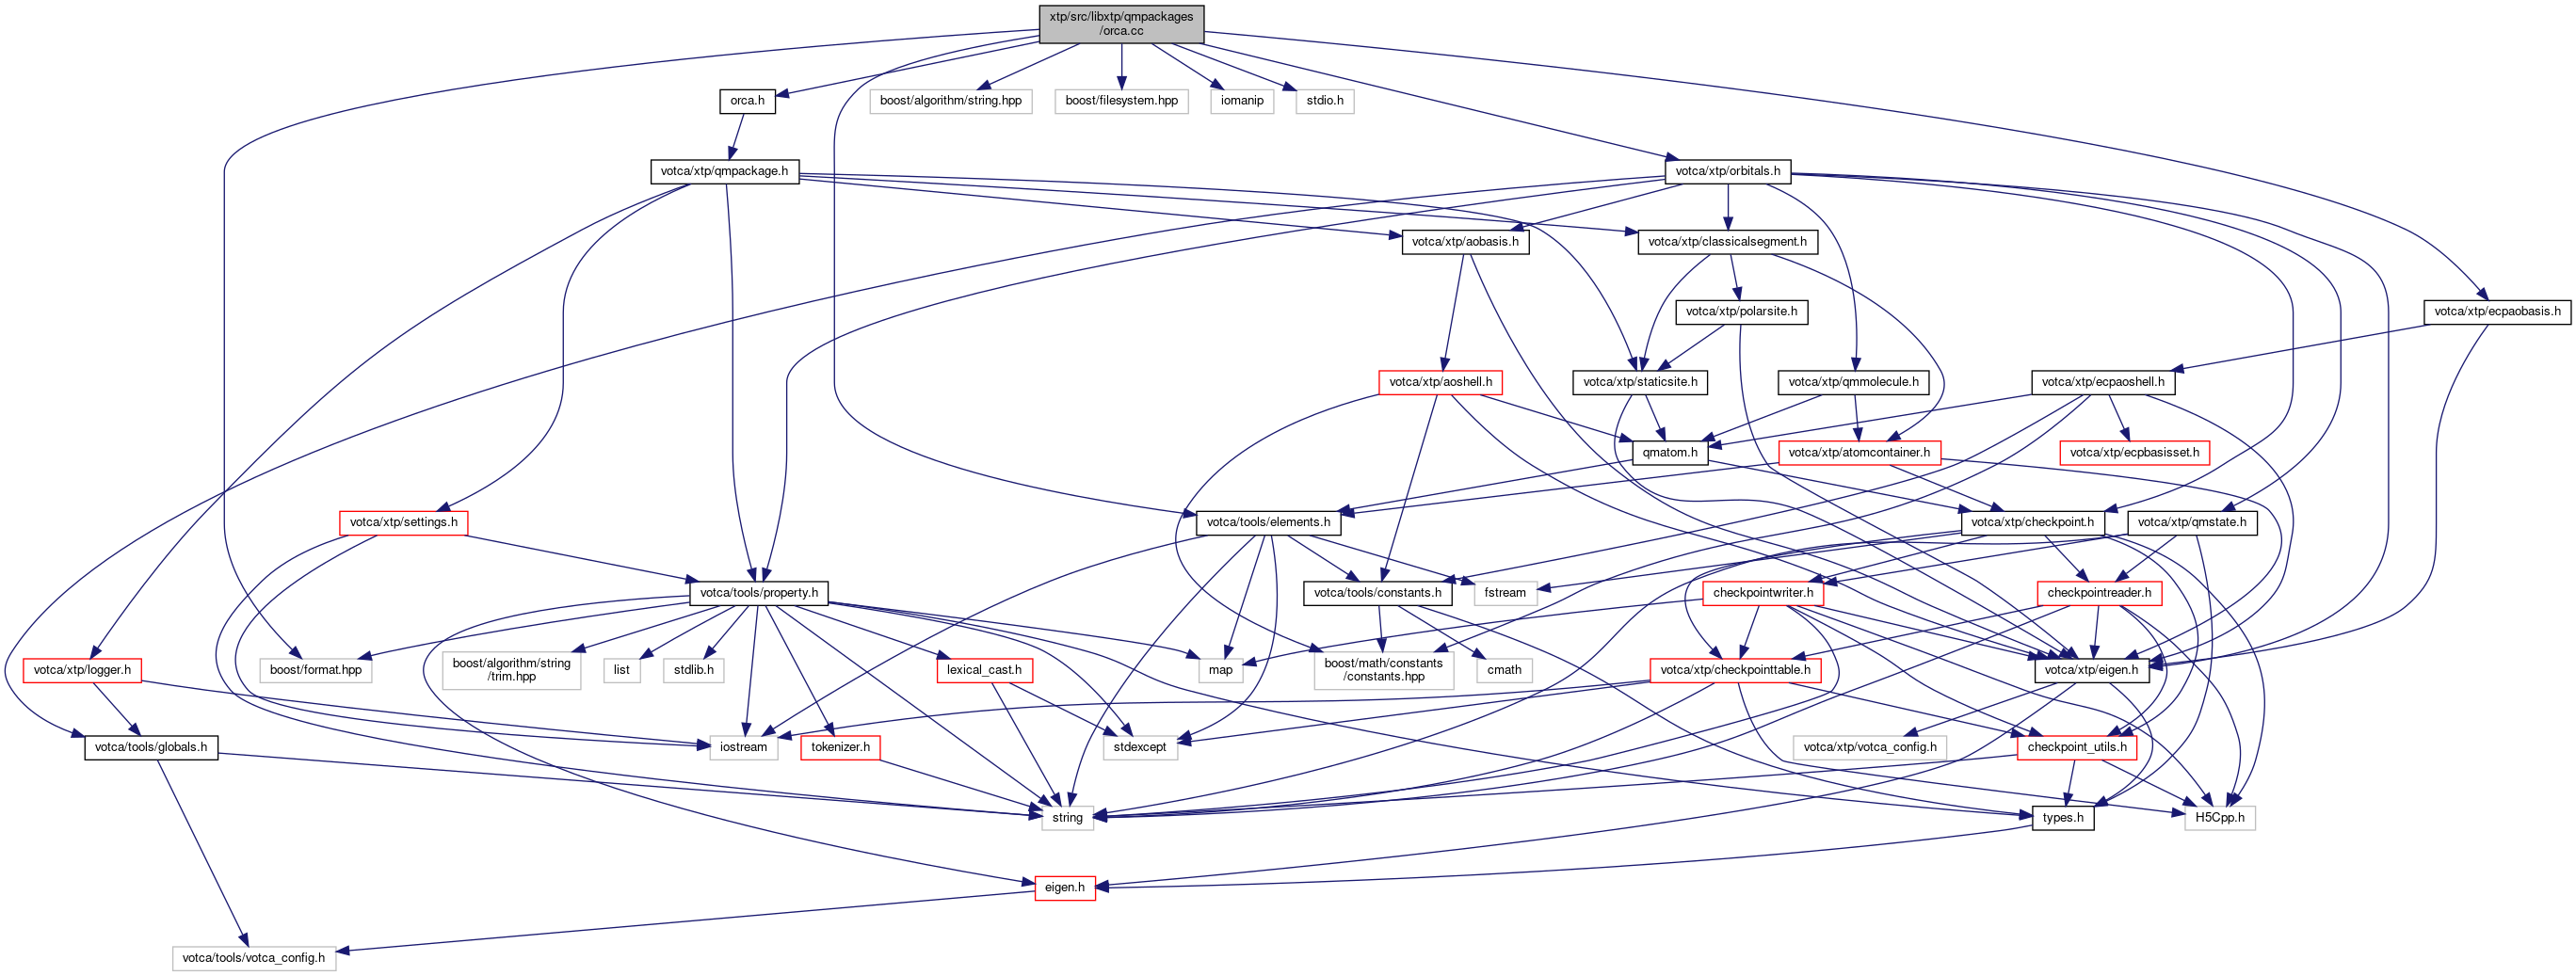 xtp/src/libxtp/qmpackages
/orca.cc
orca.h
boost/algorithm/string.hpp
boost/filesystem.hpp
iomanip
stdio.h
votca/xtp/qmpackage.h
votca/xtp/orbitals.h
votca/xtp/aobasis.h
votca/xtp/classicalsegment.h
votca/xtp/polarsite.h
votca/xtp/ecpaobasis.h
votca/xtp/aoshell.h
votca/xtp/staticsite.h
votca/xtp/qmmolecule.h
votca/xtp/ecpaoshell.h
qmatom.h
votca/xtp/atomcontainer.h
votca/xtp/ecpbasisset.h
votca/xtp/settings.h
votca/tools/elements.h
votca/xtp/checkpoint.h
votca/xtp/qmstate.h
votca/tools/property.h
fstream
votca/tools/constants.h
checkpointwriter.h
checkpointreader.h
votca/xtp/logger.h
boost/format.hpp
boost/algorithm/string
/trim.hpp
list
stdlib.h
lexical_cast.h
map
boost/math/constants
/constants.hpp
cmath
votca/xtp/checkpointtable.h
votca/xtp/eigen.h
votca/tools/globals.h
iostream
tokenizer.h
stdexcept
votca/xtp/votca_config.h
checkpoint_utils.h
string
types.h
H5Cpp.h
eigen.h
votca/tools/votca_config.h